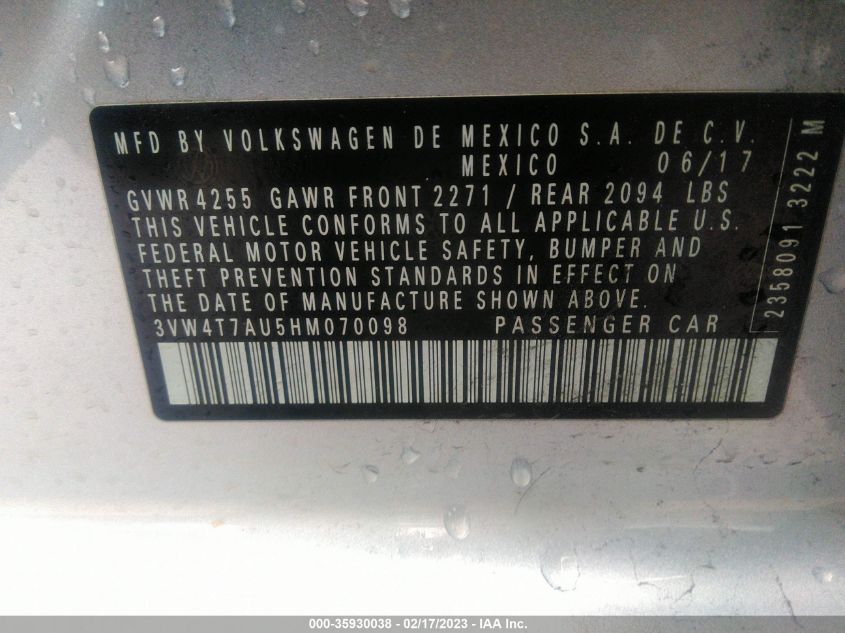 MFD BY VOLKSWAGEN DE MEXICO S.A. DE C.V.
MEXICO 06/17
GVWR 4255 GAWR FRONT 2271 / REAR 2094 LBS
THIS VEHICLE CONFORMS TO ALL APPLICABLE U.S.
FEDERAL MOTOR VEHICLE SAFETY, BUMPER AND
THEFT PREVENTION STANDARDS IN EFFECT ON
THE DATE OF MANUFACTURE SHOWN ABOVE.
3VW4T7AU5HM070098 PASSENGER CAR
2358091 3222 M
000-35930038 - 02/17/2023 - IAA Inc.